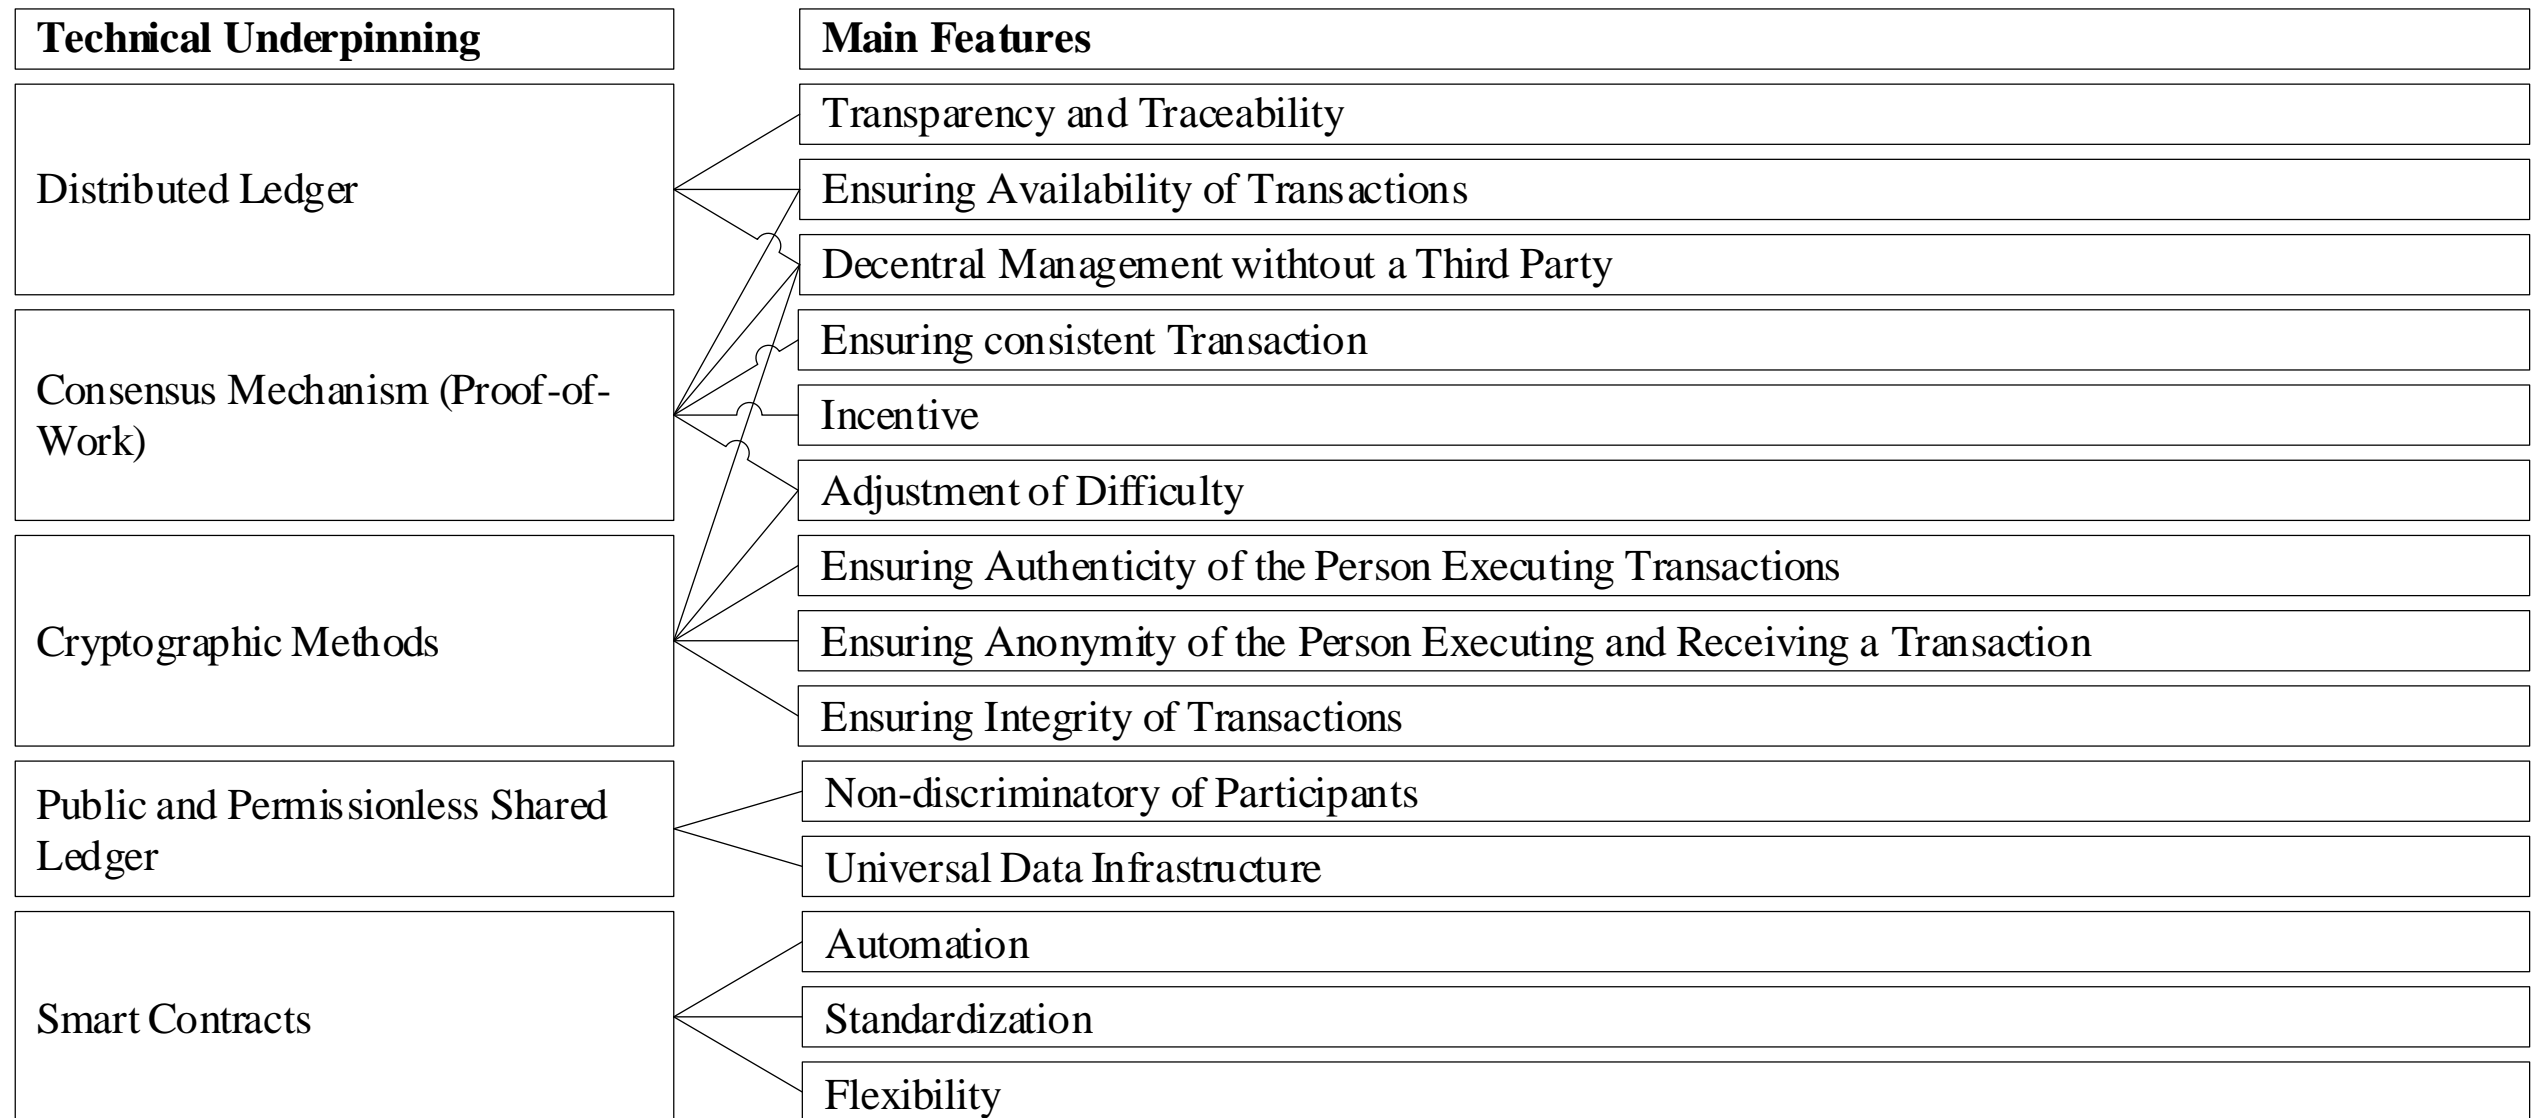 Technical Underpinning
Main Features
Distributed Ledger
Transparency and Traceability
Ensuring Availability of Transactions
Decentral Management withtout a Third Party
Consensus Mechanism (Proof-of-
Work)
Ensuring consistent Transaction
Incentive
Adjustment of Difficulty
Cryptographic Methods
Ensuring Authenticity of the Person Executing Transactions
Ensuring Anonymity of the Person Executing and Receiving a Transaction
Ensuring Integrity of Transactions
Public and Permissionless Shared
Ledger
Non-discriminatory of Participants
Universal Data Infrastructure
Smart Contracts
Automation
Standardization
Flexibility